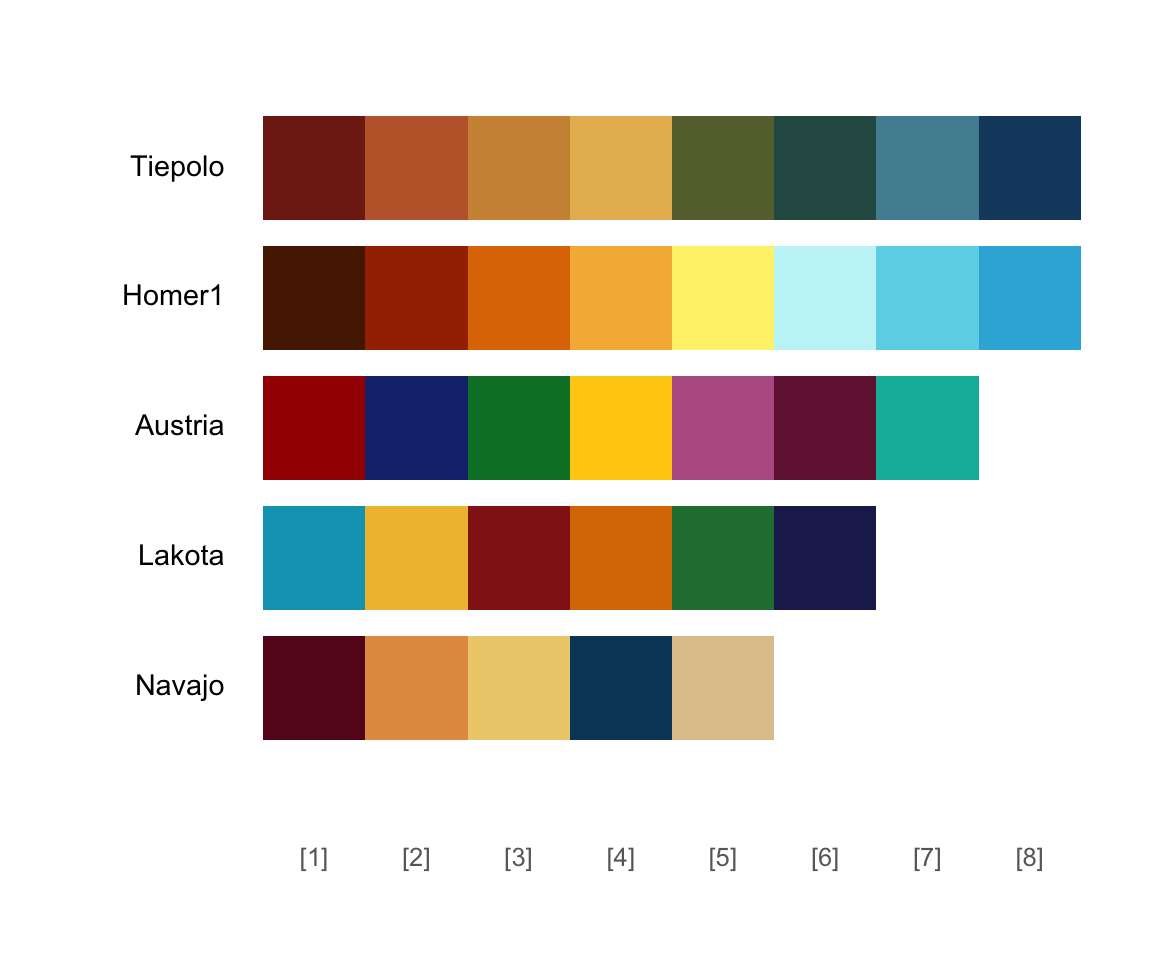 Tiepolo
Homer1
Austria
Lakota
Navajo
[1] [2] [3] [4] [5] [6] [7] [8]